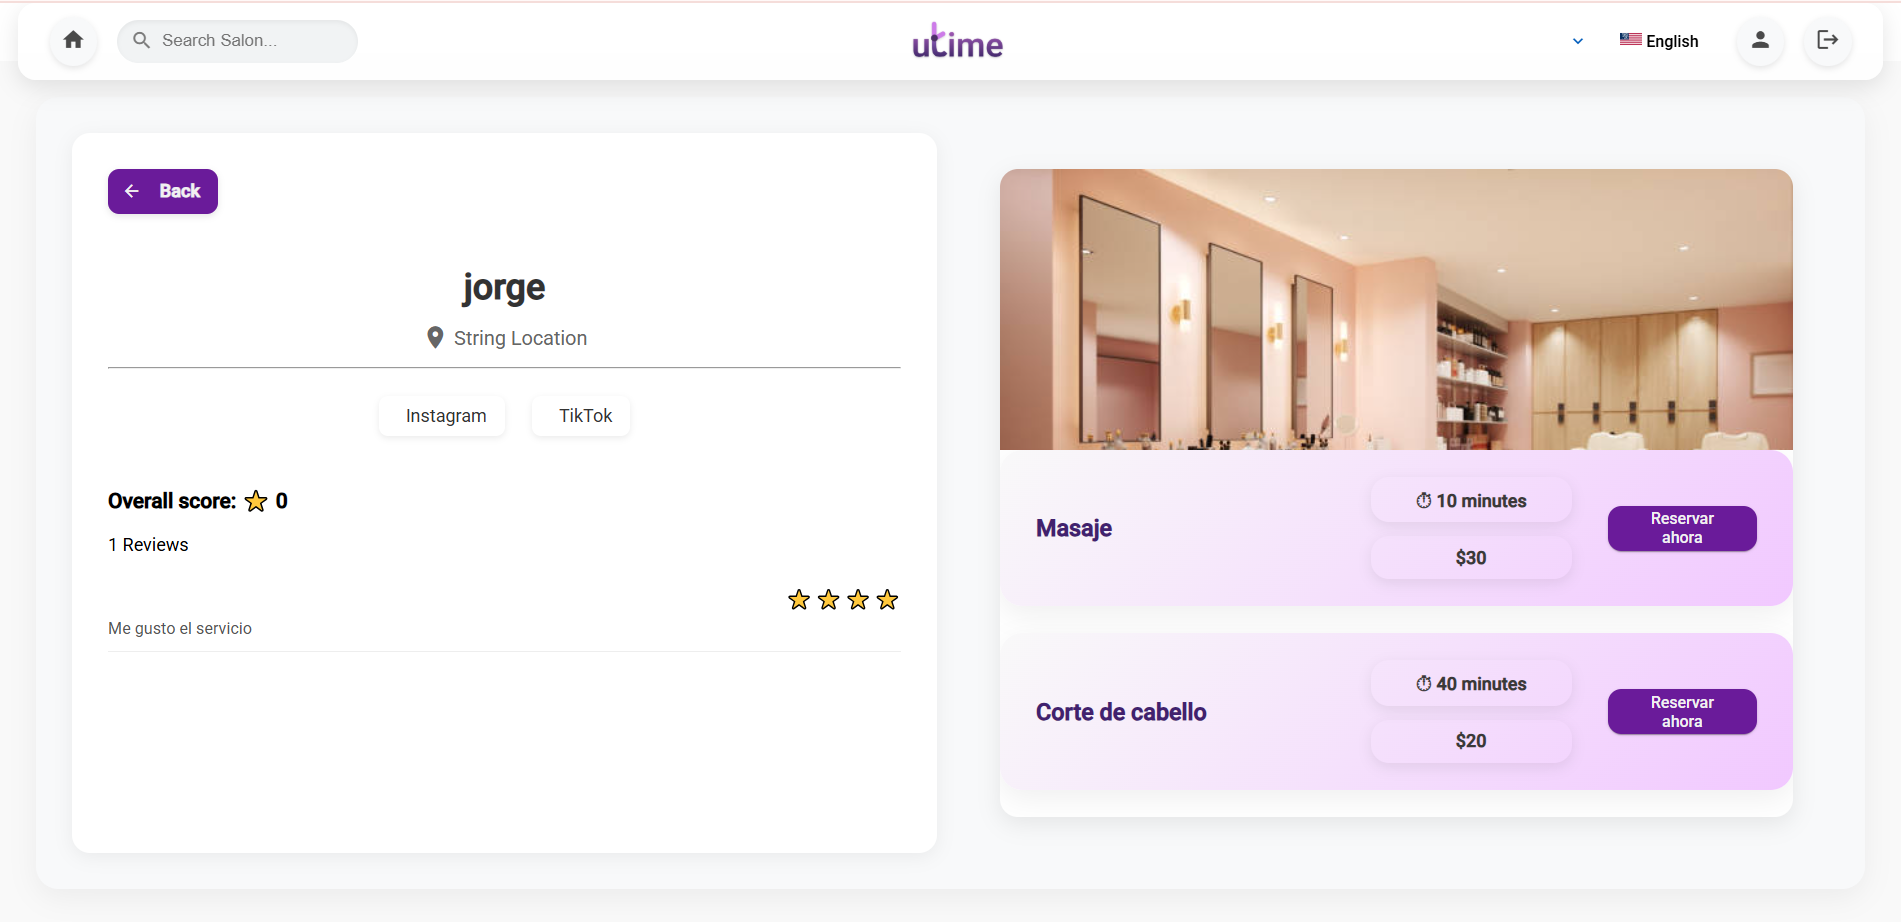 Search Salon...
utime
English
Back
jorge
String Location
Instagram
TikTok
Overall score: ⭐ 0
1 Reviews
⭐ ⭐ ⭐ ⭐
Me gusto el servicio
Masaje
⏱ 10 minutes
$30
Reservar
ahora
Corte de cabello
⏱ 40 minutes
$20
Reservar
ahora